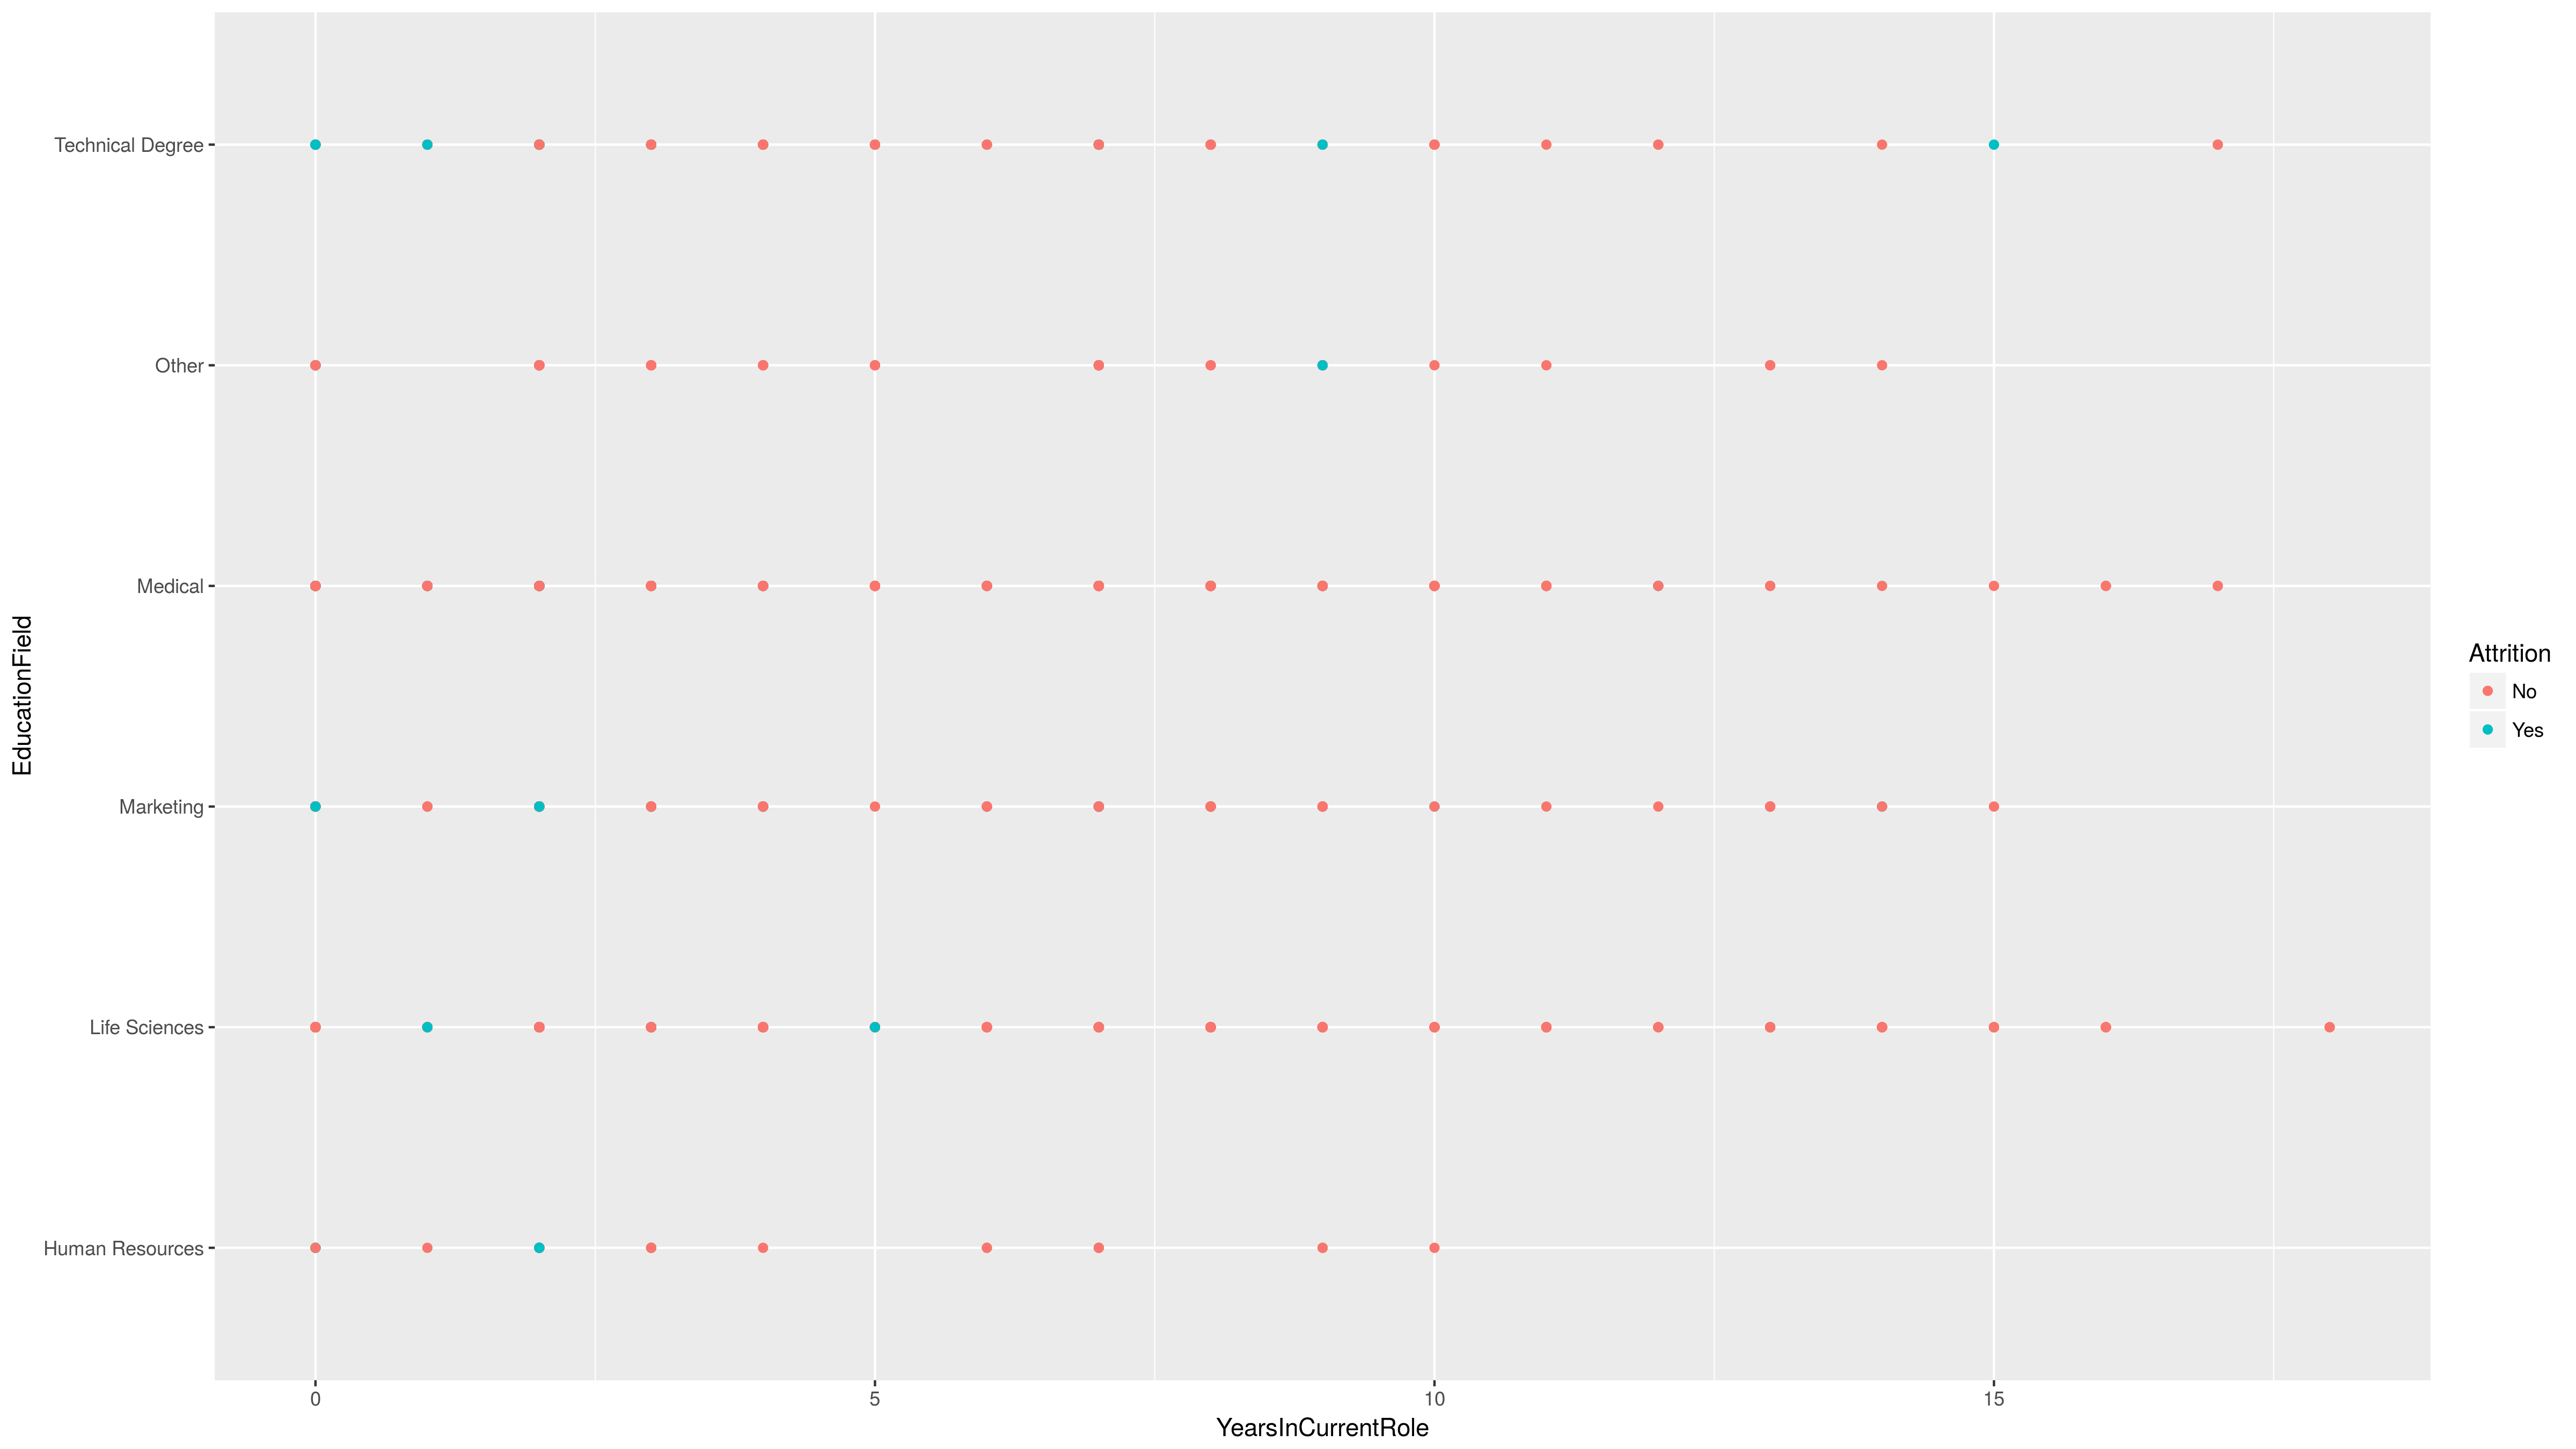 Technical Degree
Other
Medical
Marketing
Life Sciences
Human Resources
EducationField
0
5
10
15
YearsInCurrentRole
Attrition
No
Yes